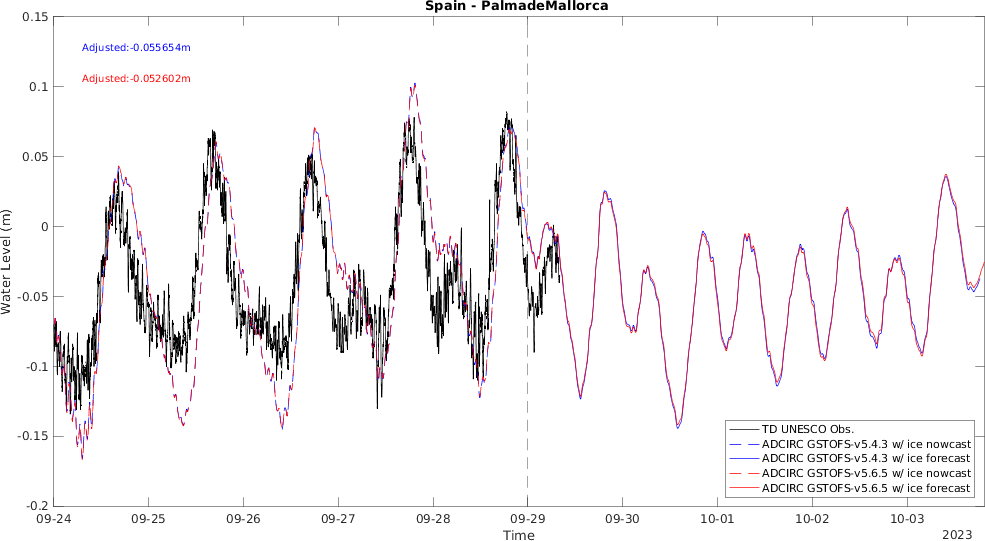 Spain - PalmadeMallorca
0.15
Adjusted:-0.055654m
Adjusted:-0.052602m
0.1
0.05
0
-0.05
-0.1
-0.15
-0.2
Water Level (m)
TD UNESCO Obs.
ADCIRC GSTOFS-v5.4.3 w/ ice nowcast
ADCIRC GSTOFS-v5.4.3 w/ ice forecast
ADCIRC GSTOFS-v5.6.5 w/ ice nowcast
ADCIRC GSTOFS-v5.6.5 w/ ice forecast
09-24 09-25 09-26 09-27 09-28 09-29 09-30 10-01 10-02 10-03
Time
2023